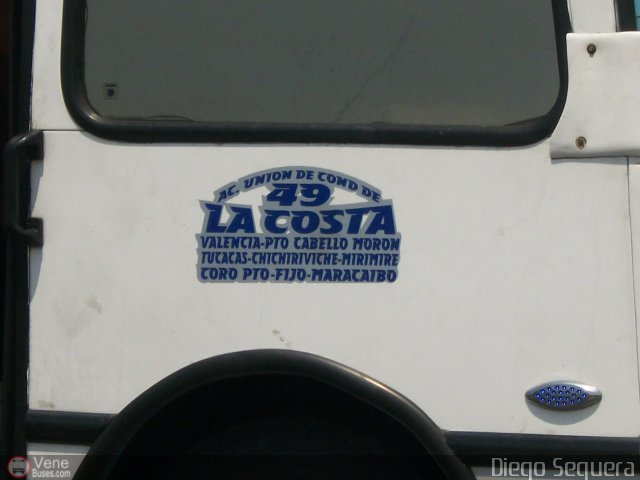 AC. UNION DE COND DE
49
LA COSTA
VALENCIA-PTO CABELLO MORON
TUCACAS-CHICHIRIVICHE-MIRIMIRE
CORO PTO-FIJO-MARACAIBO
Vene
Buses.com
Diego Sequera